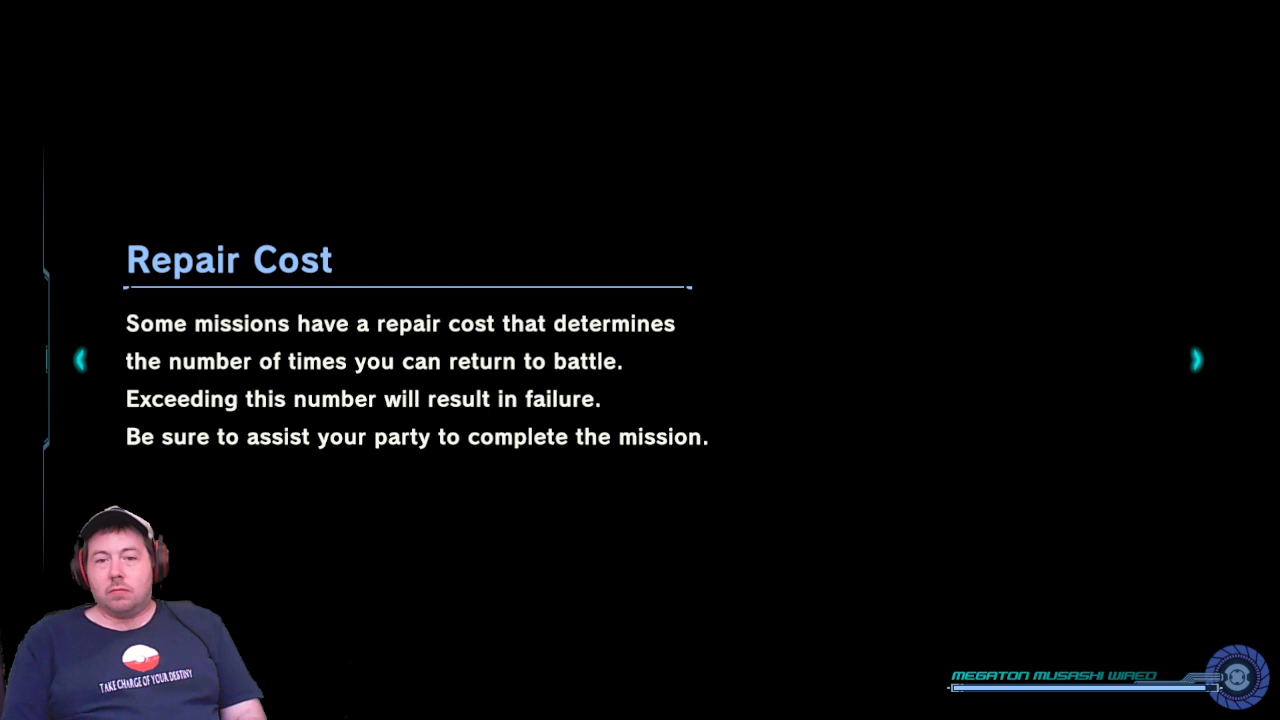 Repair Cost
Some missions have a repair cost that determines
the number of times you can return to battle.
Exceeding this number will result in failure.
Be sure to assist your party to complete the mission.
TAKE CHARGE OF YOUR DESTINY
MEGATON MUSASHI WIRED